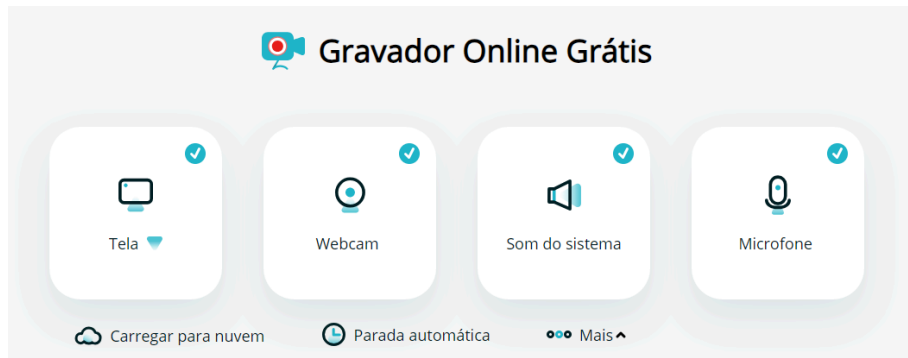 Gravador Online Grátis
Tela
Webcam
Som do sistema
Microfone
Carregar para nuvem
Parada automática
Mais